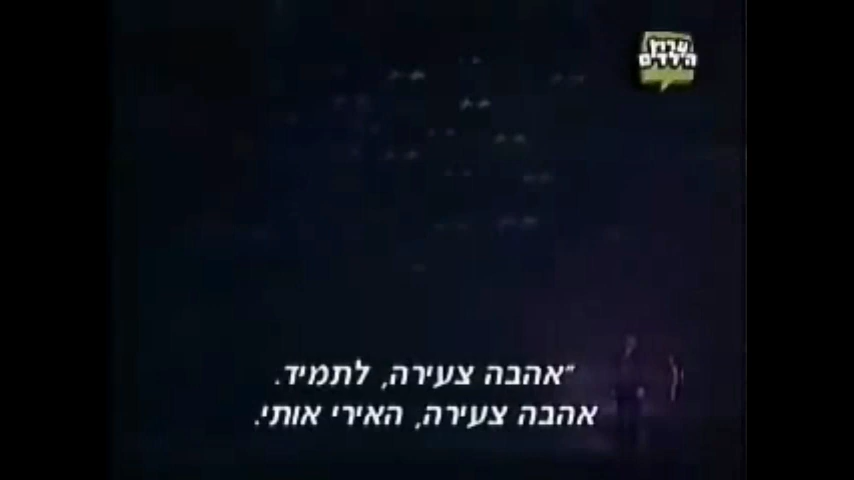 ערוץ
הילדים
"אהבה צעירה, לתמיד.
אהבה צעירה, האירי אותי.